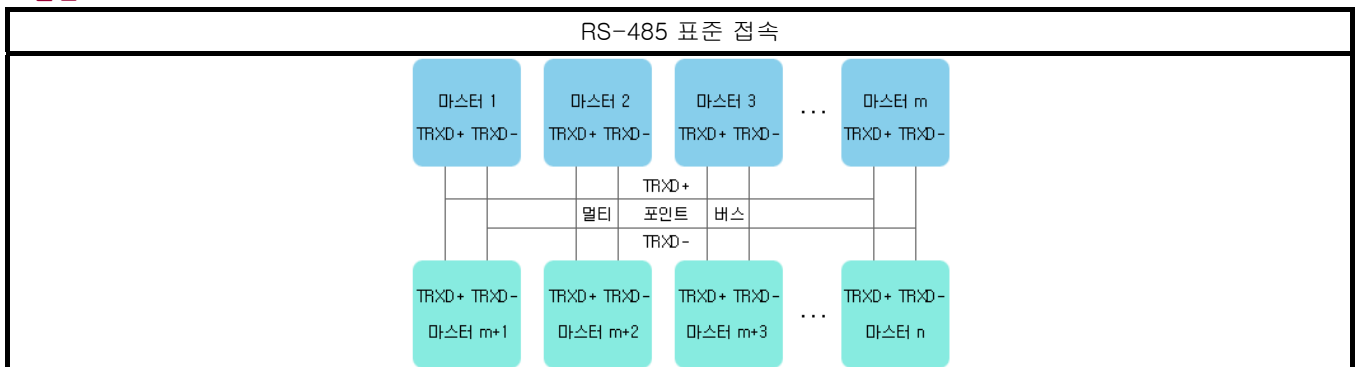 RS-485 표준 접속
마스터 1 마스터 2 마스터 3 ... 마스터 m
TRXD+ TRXD- TRXD+ TRXD- TRXD+ TRXD- TRXD+ TRXD-
TRXD+
멀티 포인트 버스
TRXD-
TRXD+ TRXD- TRXD+ TRXD- TRXD+ TRXD- ... TRXD+ TRXD-
마스터 m+1 마스터 m+2 마스터 m+3 마스터 n